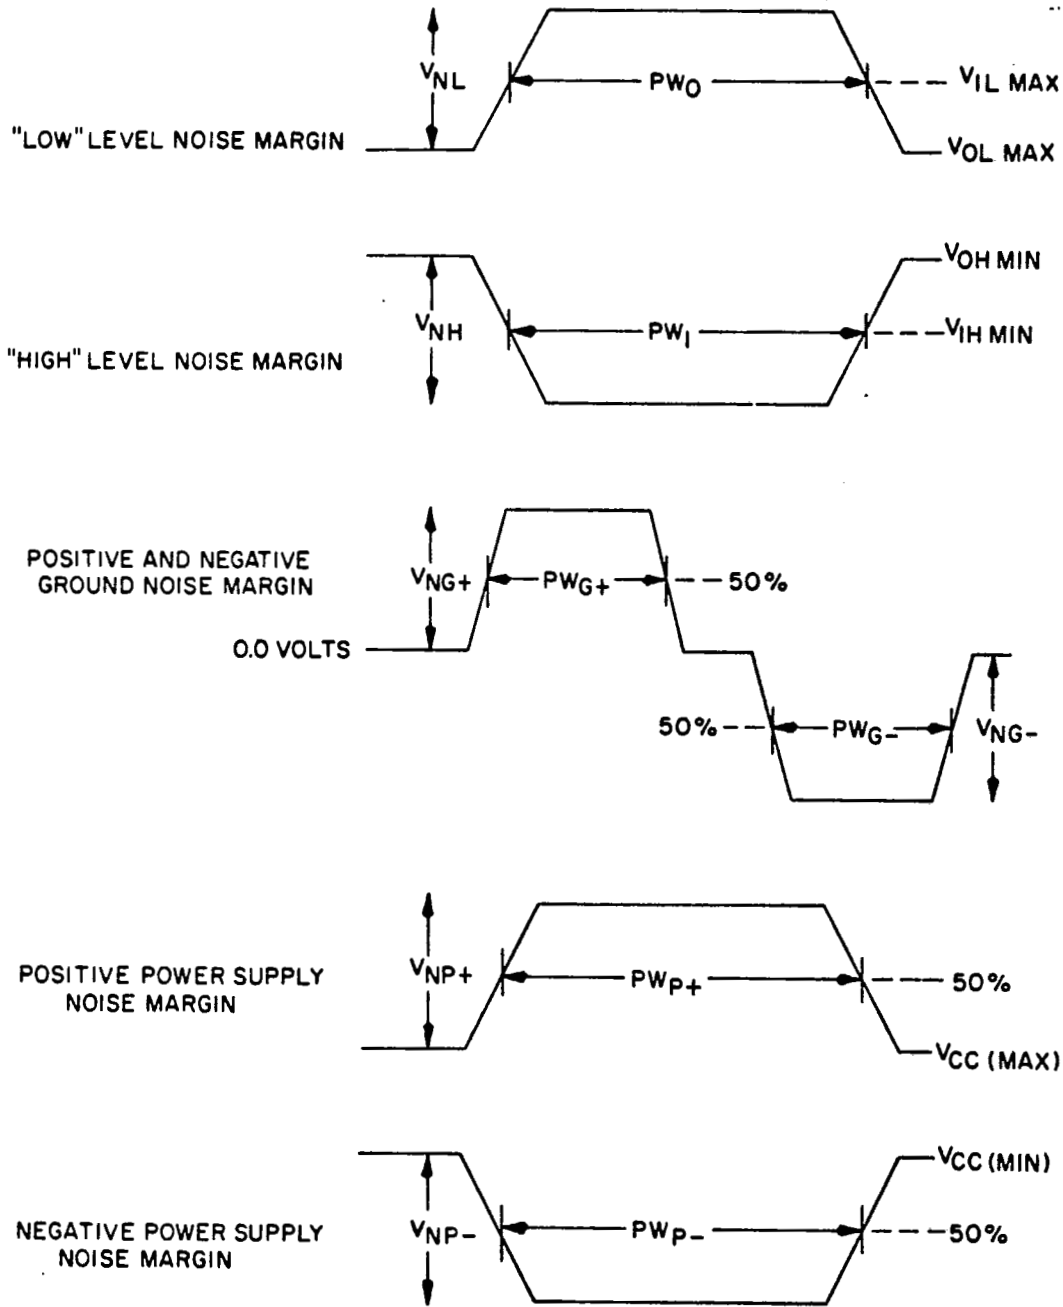 VNL
PW0
VIL MAX
"LOW" LEVEL NOISE MARGIN
VOL MAX
VOH MIN
VNH
PW1
VIH MIN
"HIGH" LEVEL NOISE MARGIN
POSITIVE AND NEGATIVE
GROUND NOISE MARGIN
VNG+
PWG+
50%
0.0 VOLTS
50%
PWG-
VNG-
POSITIVE POWER SUPPLY
NOISE MARGIN
VNP+
PWP+
50%
VCC (MAX)
VCC (MIN)
NEGATIVE POWER SUPPLY
NOISE MARGIN
VNP-
PWP-
50%